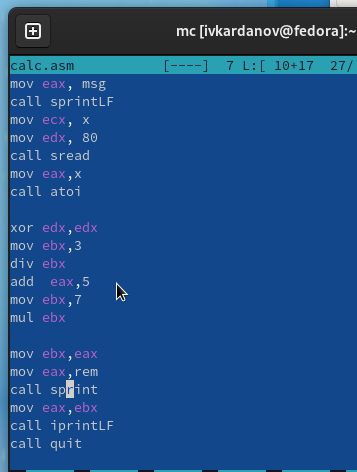 mc [ivkardanov@fedora]:~
calc.asm [----] 7 L:[ 10+17 27/
mov eax, msg
call sprintLF
mov ecx, x
mov edx, 80
call sread
mov eax,x
call atoi
xor edx,edx
mov ebx,3
div ebx
add  eax,5
mov ebx,7
mul ebx
mov ebx,eax
mov eax,rem
call sprint
mov eax,ebx
call iprintLF
call quit